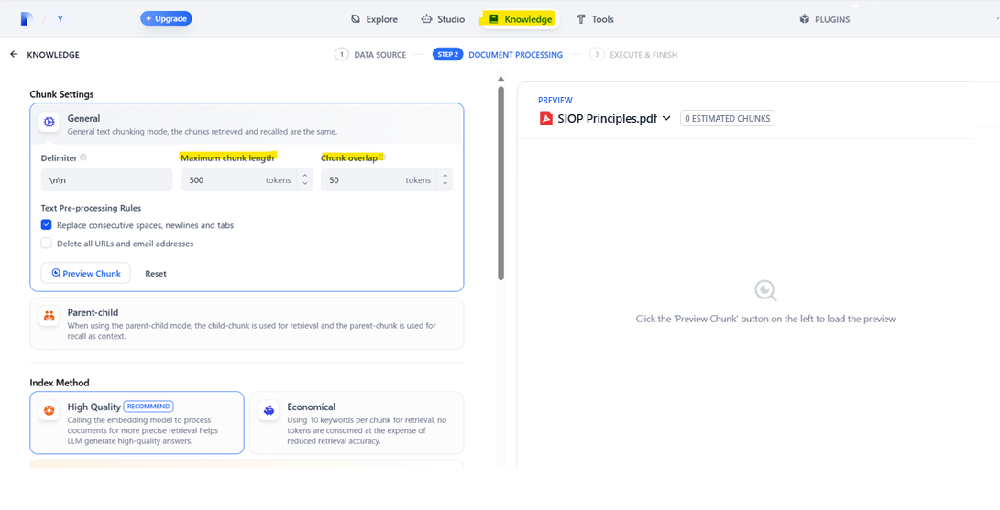 Y
Upgrade
Explore
Studio
Knowledge
Tools
PLUGINS
KNOWLEDGE
1 DATA SOURCE
STEP 2 DOCUMENT PROCESSING
3 EXECUTE & FINISH
Chunk Settings
General
General text chunking mode, the chunks retrieved and recalled are the same.
Delimiter
Maximum chunk length
Chunk overlap
\n\n
500 tokens
50 tokens
Text Pre-processing Rules
Replace consecutive spaces, newlines and tabs
Delete all URLs and email addresses
Preview Chunk
Reset
Parent-child
When using the parent-child mode, the child-chunk is used for retrieval and the parent-chunk is used for
recall as context.
Index Method
High Quality RECOMMEND
Calling the embedding model to process
documents for more precise retrieval helps
LLM generate high-quality answers.
Economical
Using 10 keywords per chunk for retrieval, no
tokens are consumed at the expense of
reduced retrieval accuracy.
PREVIEW
SIOP Principles.pdf
0 ESTIMATED CHUNKS
Click the 'Preview Chunk' button on the left to load the preview